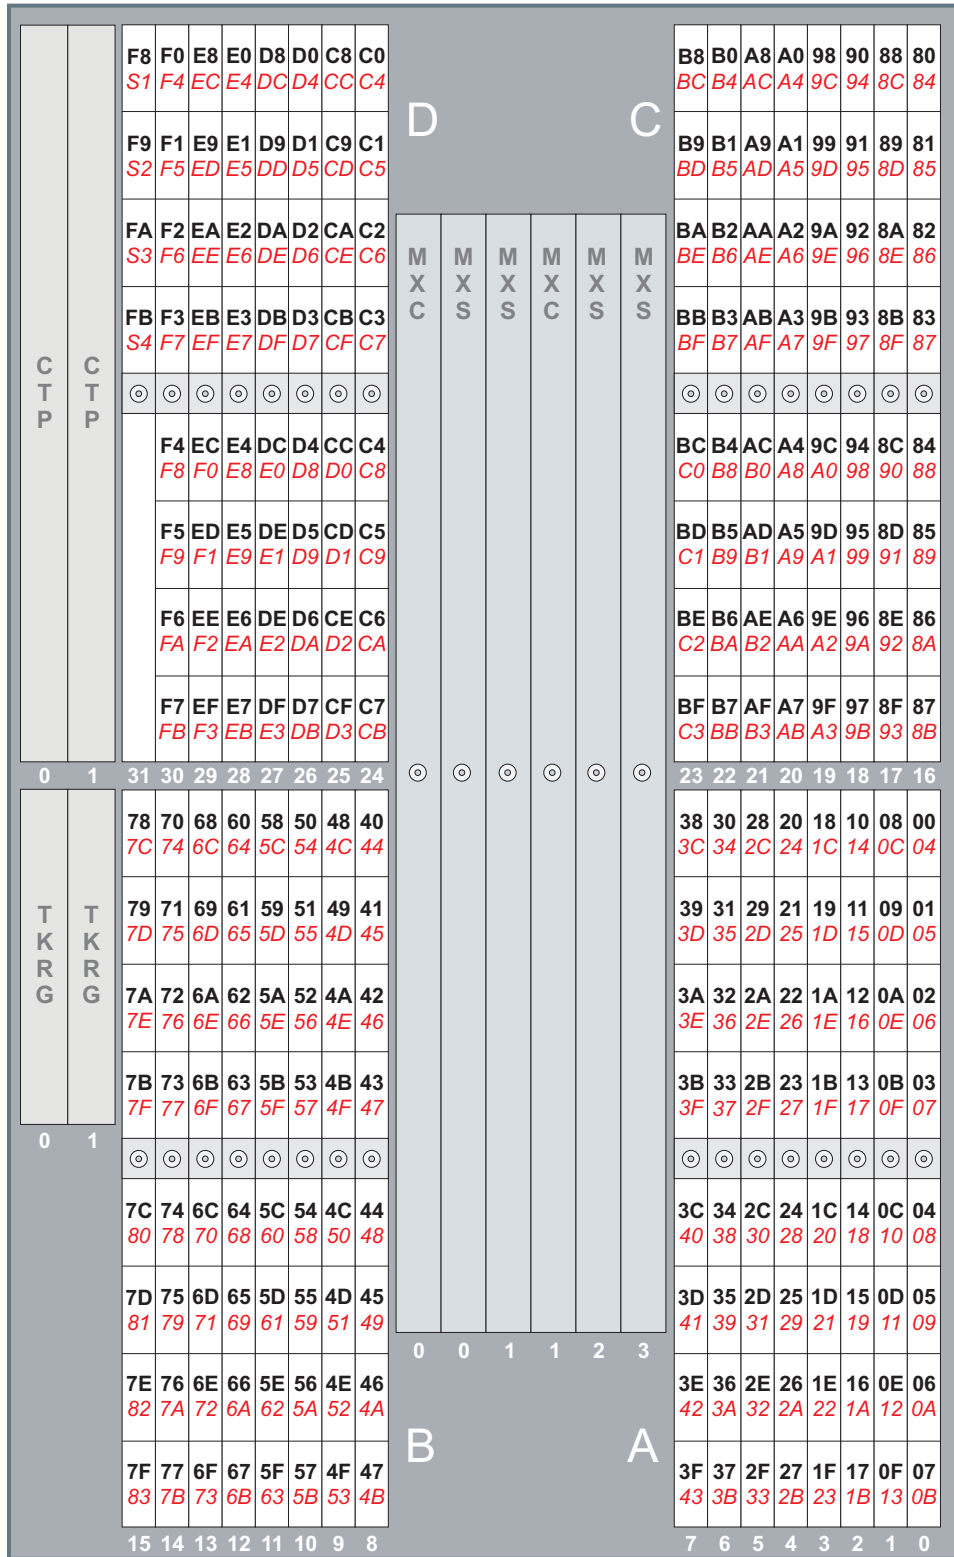 F8 F0 E8 E0 D8 D0 C8 C0
S1 F4 EC E4 DC D4 CC C4
F9 F1 E9 E1 D9 D1 C9 C1
S2 F5 ED E5 DD D5 CD C5
FA F2 EA E2 DA D2 CA C2
S3 F6 EE E6 DE D6 CE C6
FB F3 EB E3 DB D3 CB C3
S4 F7 EF E7 DF D7 CF C7
F4 EC E4 DC D4 CC C4
F8 F0 E8 E0 D8 D0 C8
F5 ED E5 DE D5 CD C5
F9 F1 E9 E1 D9 D1 C9
F6 EE E6 DE D6 CE C6
FA F2 EA E2 DA D2 CA
F7 EF E7 DF D7 CF C7
FB F3 EB E3 DB D3 CB
31 30 29 28 27 26 25 24
D
C
B8 B0 A8 A0 98 90 88 80
BC B4 AC A4 9C 94 8C 84
B9 B1 A9 A1 99 91 89 81
BD B5 AD A5 9D 95 8D 85
BA B2 AA A2 9A 92 8A 82
BE B6 AE A6 9E 96 8E 86
BB B3 AB A3 9B 93 8B 83
BF B7 AF A7 9F 97 8F 87
BC B4 AC A4 9C 94 8C 84
C0 B8 B0 A8 A0 98 90 88
BD B5 AD A5 9D 95 8D 85
C1 B9 B1 A9 A1 99 91 89
BE B6 AE A6 9E 96 8E 86
C2 BA B2 AA A2 9A 92 8A
BF B7 AF A7 9F 97 8F 87
C3 BB B3 AB A3 9B 93 8B
23 22 21 20 19 18 17 16
CTP
CTP
0 1
MXC
MXS
MXS
MXC
MXS
MXS
0 0 1 1 2 3
TKRG
TKRG
0 1
78 70 68 60 58 50 48 40
7C 74 6C 64 5C 54 4C 44
79 71 69 61 59 51 49 41
7D 75 6D 65 5D 55 4D 45
7A 72 6A 62 5A 52 4A 42
7E 76 6E 66 5E 56 4E 46
7B 73 6B 63 5B 53 4B 43
7F 77 6F 67 5F 57 4F 47
7C 74 6C 64 5C 54 4C 44
80 78 70 68 60 58 50 48
7D 75 6D 65 5D 55 4D 45
81 79 71 69 61 59 51 49
7E 76 6E 66 5E 56 4E 46
82 7A 72 6A 62 5A 52 4A
7F 77 6F 67 5F 57 4F 47
83 7B 73 6B 63 5B 53 4B
15 14 13 12 11 10 9 8
B
A
38 30 28 20 18 10 08 00
3C 34 2C 24 1C 14 0C 04
39 31 29 21 19 11 09 01
3D 35 2D 25 1D 15 0D 05
3A 32 2A 22 1A 12 0A 02
3E 36 2E 26 1E 16 0E 06
3B 33 2B 23 1B 13 0B 03
3F 37 2F 27 1F 17 0F 07
3C 34 2C 24 1C 14 0C 04
40 38 30 28 20 18 10 08
3D 35 2D 25 1D 15 0D 05
41 39 31 29 21 19 11 09
3E 36 2E 26 1E 16 0E 06
42 3A 32 2A 22 1A 12 0A
3F 37 2F 27 1F 17 0F 07
43 3B 33 2B 23 1B 13 0B
7 6 5 4 3 2 1 0